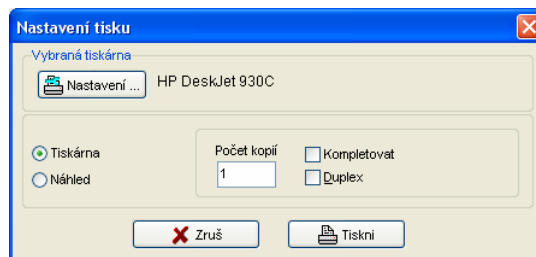 Nastavení tisku
Vybraná tiskárna
Nastavení ... HP DeskJet 930C
Tiskárna
Náhled
Počet kopií
1
Kompletovat
Duplex
Zruš
Tiskni